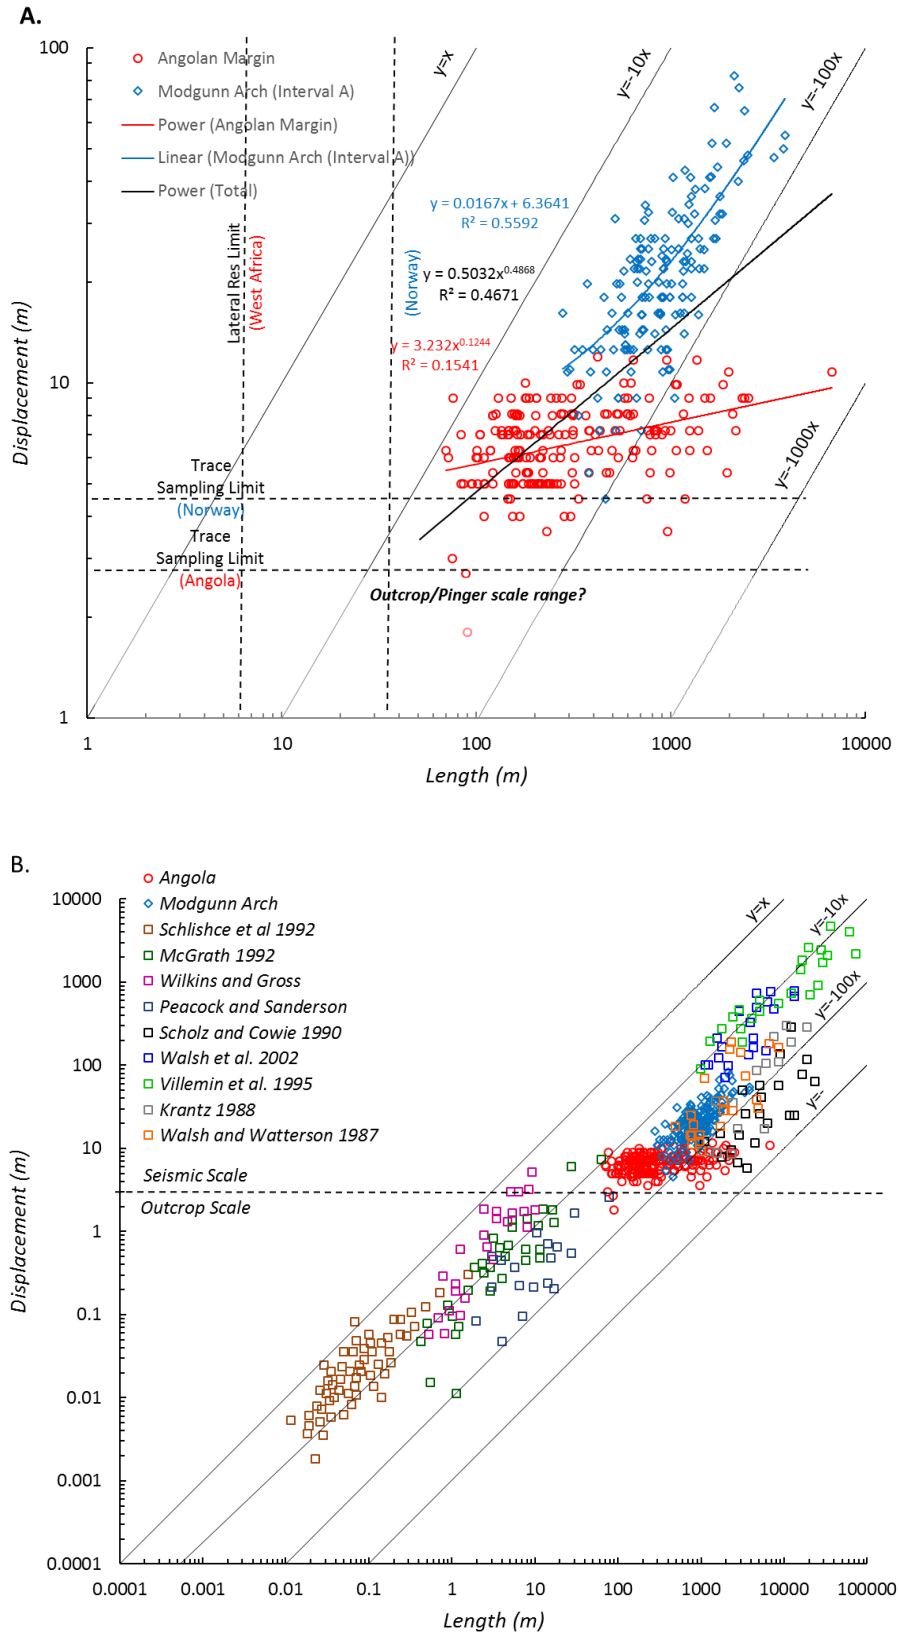 A.
100
Angolan Margin
Modgunn Arch (Interval A)
Power (Angolan Margin)
Linear (Modgunn Arch (Interval A))
Power (Total)
y=x
y=-10x
y=-100x
y=-1000x
y = 0.0167x + 6.3641
R² = 0.5592
y = 0.5032x^0.4868
R² = 0.4671
y = 3.232x^0.1244
R² = 0.1541
Lateral Res Limit
(West Africa)
(Norway)
Trace
Sampling Limit
(Norway)
Trace
Sampling Limit
(Angola)
Outcrop/Pinger scale range?
Displacement (m)
10
1
1
10
100
1000
10000
Length (m)
B.
Angola
Modgunn Arch
Schlishce et al 1992
McGrath 1992
Wilkins and Gross
Peacock and Sanderson
Scholz and Cowie 1990
Walsh et al. 2002
Villemin et al. 1995
Krantz 1988
Walsh and Watterson 1987
y=x
y=-10x
y=-100x
y=-
Seismic Scale
Outcrop Scale
Displacement (m)
10000
1000
100
10
1
0.1
0.01
0.001
0.0001
0.0001
0.001
0.01
0.1
1
10
100
1000
10000
100000
Length (m)